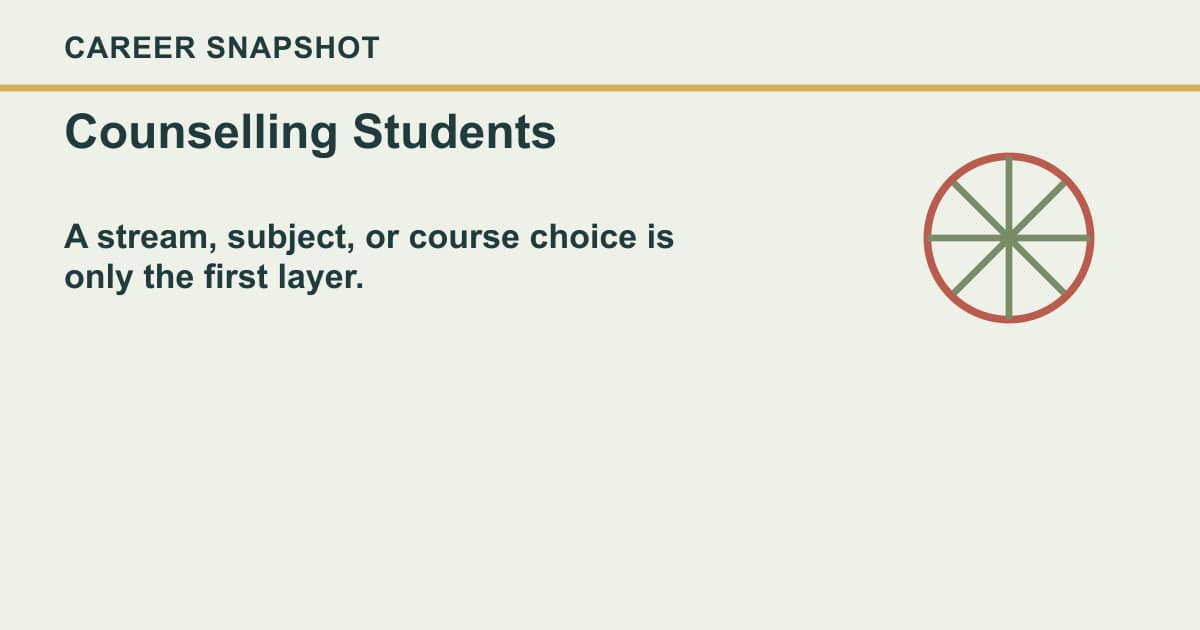 CAREER SNAPSHOT
Counselling Students
A stream, subject, or course choice is
only the first layer.